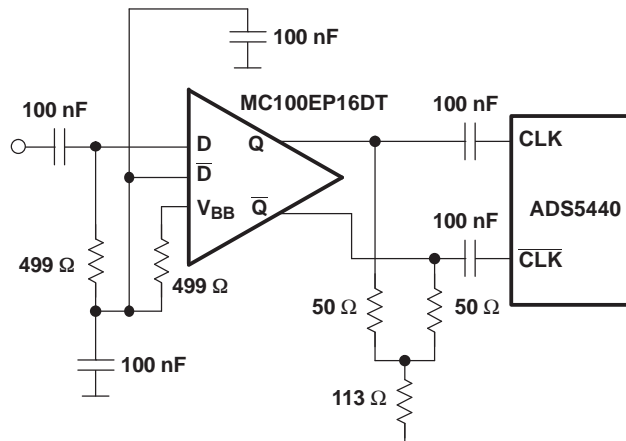 100 nF
MC100EP16DT
100 nF
100 nF
D
Q
CLK
D̅
ADS5440
V_BB
Q̅
100 nF
C̅L̅K̅
499 Ω
499 Ω
50 Ω
50 Ω
100 nF
113 Ω